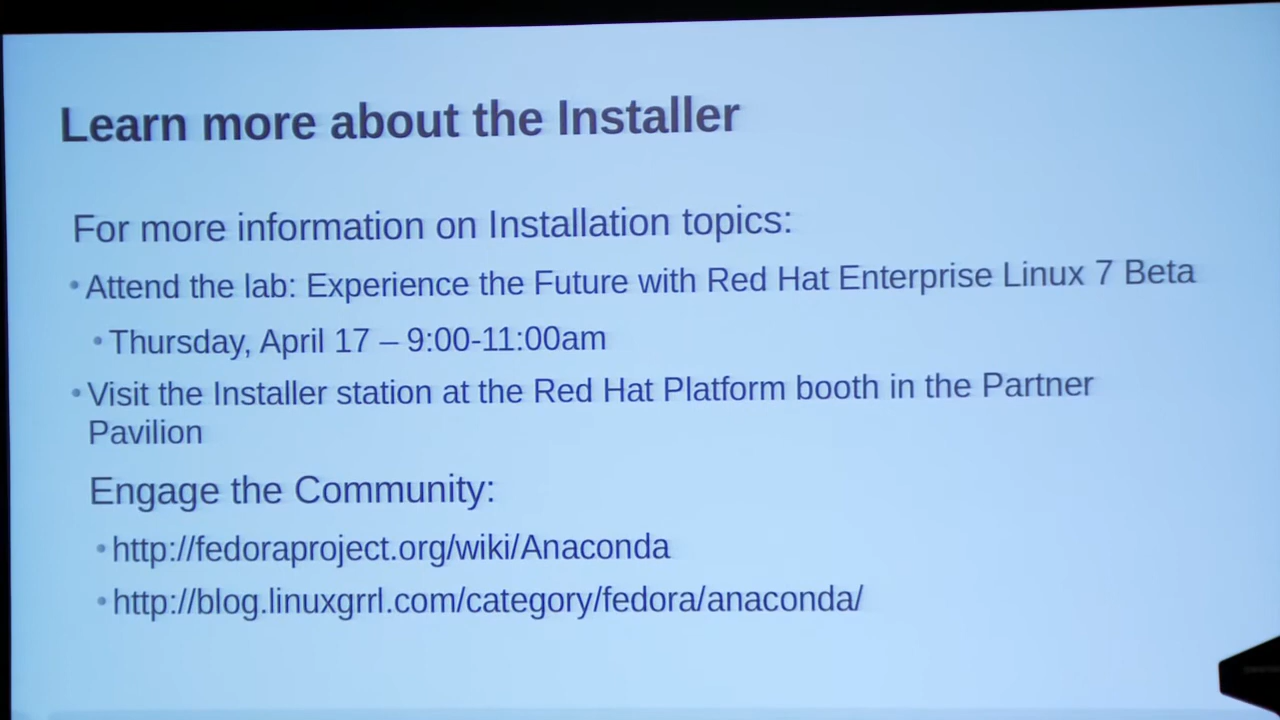 Learn more about the Installer
For more information on Installation topics:
• Attend the lab: Experience the Future with Red Hat Enterprise Linux 7 Beta
• Thursday, April 17 – 9:00-11:00am
• Visit the Installer station at the Red Hat Platform booth in the Partner
Pavilion
Engage the Community:
• http://fedoraproject.org/wiki/Anaconda
• http://blog.linuxgrrl.com/category/fedora/anaconda/